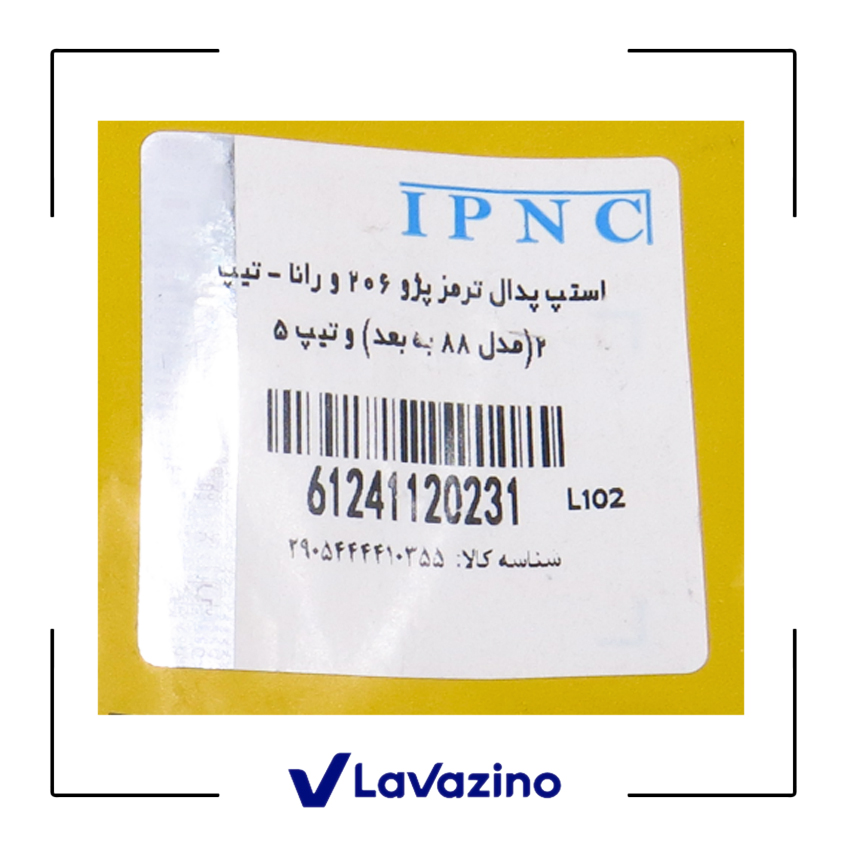 IPNC
استپ پدال ترمز پژو ۲۰۶ و رانا - تیپ
۲(مدل ۸۸ به بعد) و تیپ ۵
61241120231
L102
شناسه کالا: ۲۹۰۵۴۴۴۴۱۰۳۵۵
LaVazino